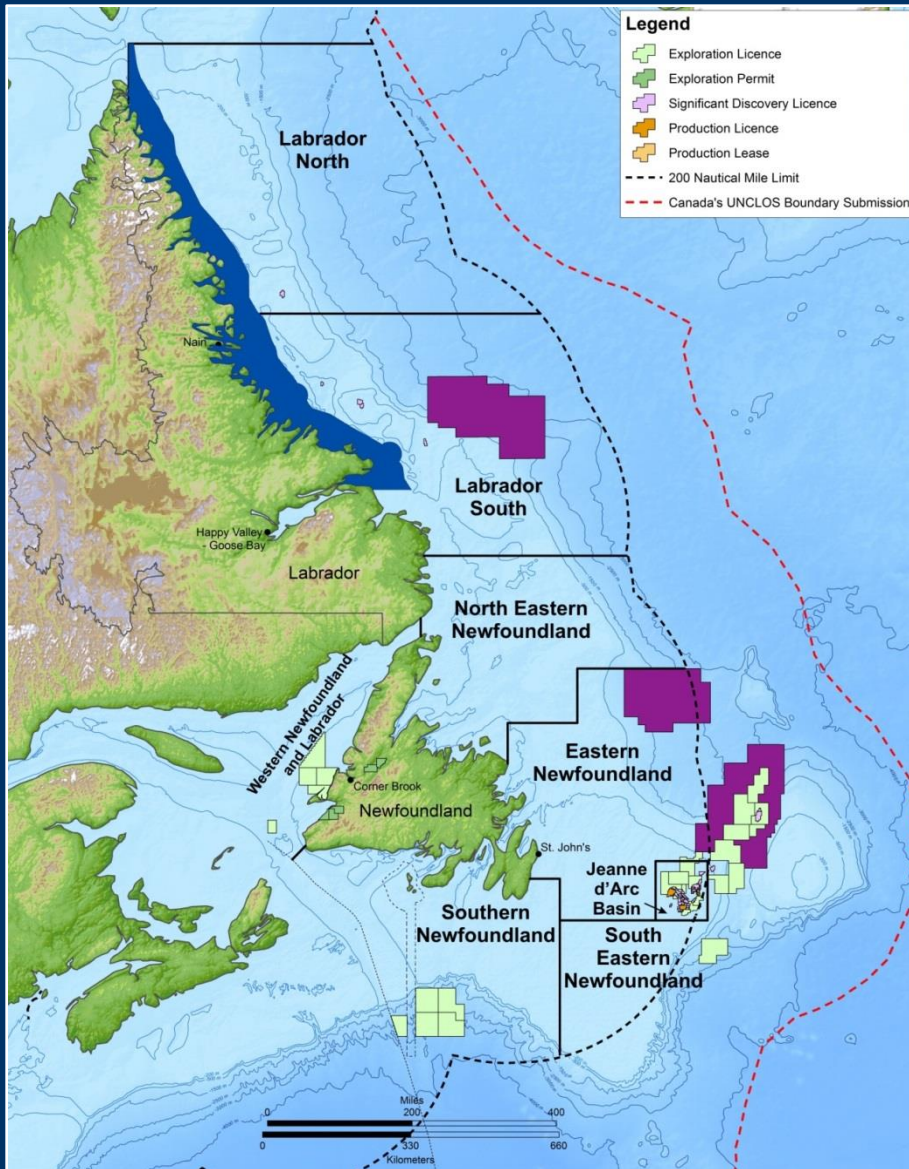 Legend
Exploration Licence
Exploration Permit
Significant Discovery Licence
Production Licence
Production Lease
200 Nautical Mile Limit
Canada's UNCLOS Boundary Submission
Labrador
North
Nain
Labrador
South
Happy Valley
- Goose Bay
Labrador
North Eastern
Newfoundland
Western Newfoundland
and Labrador
Eastern
Newfoundland
Corner Brook
Newfoundland
St. John's
Jeanne
d'Arc
Basin
Southern
Newfoundland
South
Eastern
Newfoundland
Miles
0 200 400
0 330 660
Kilometers